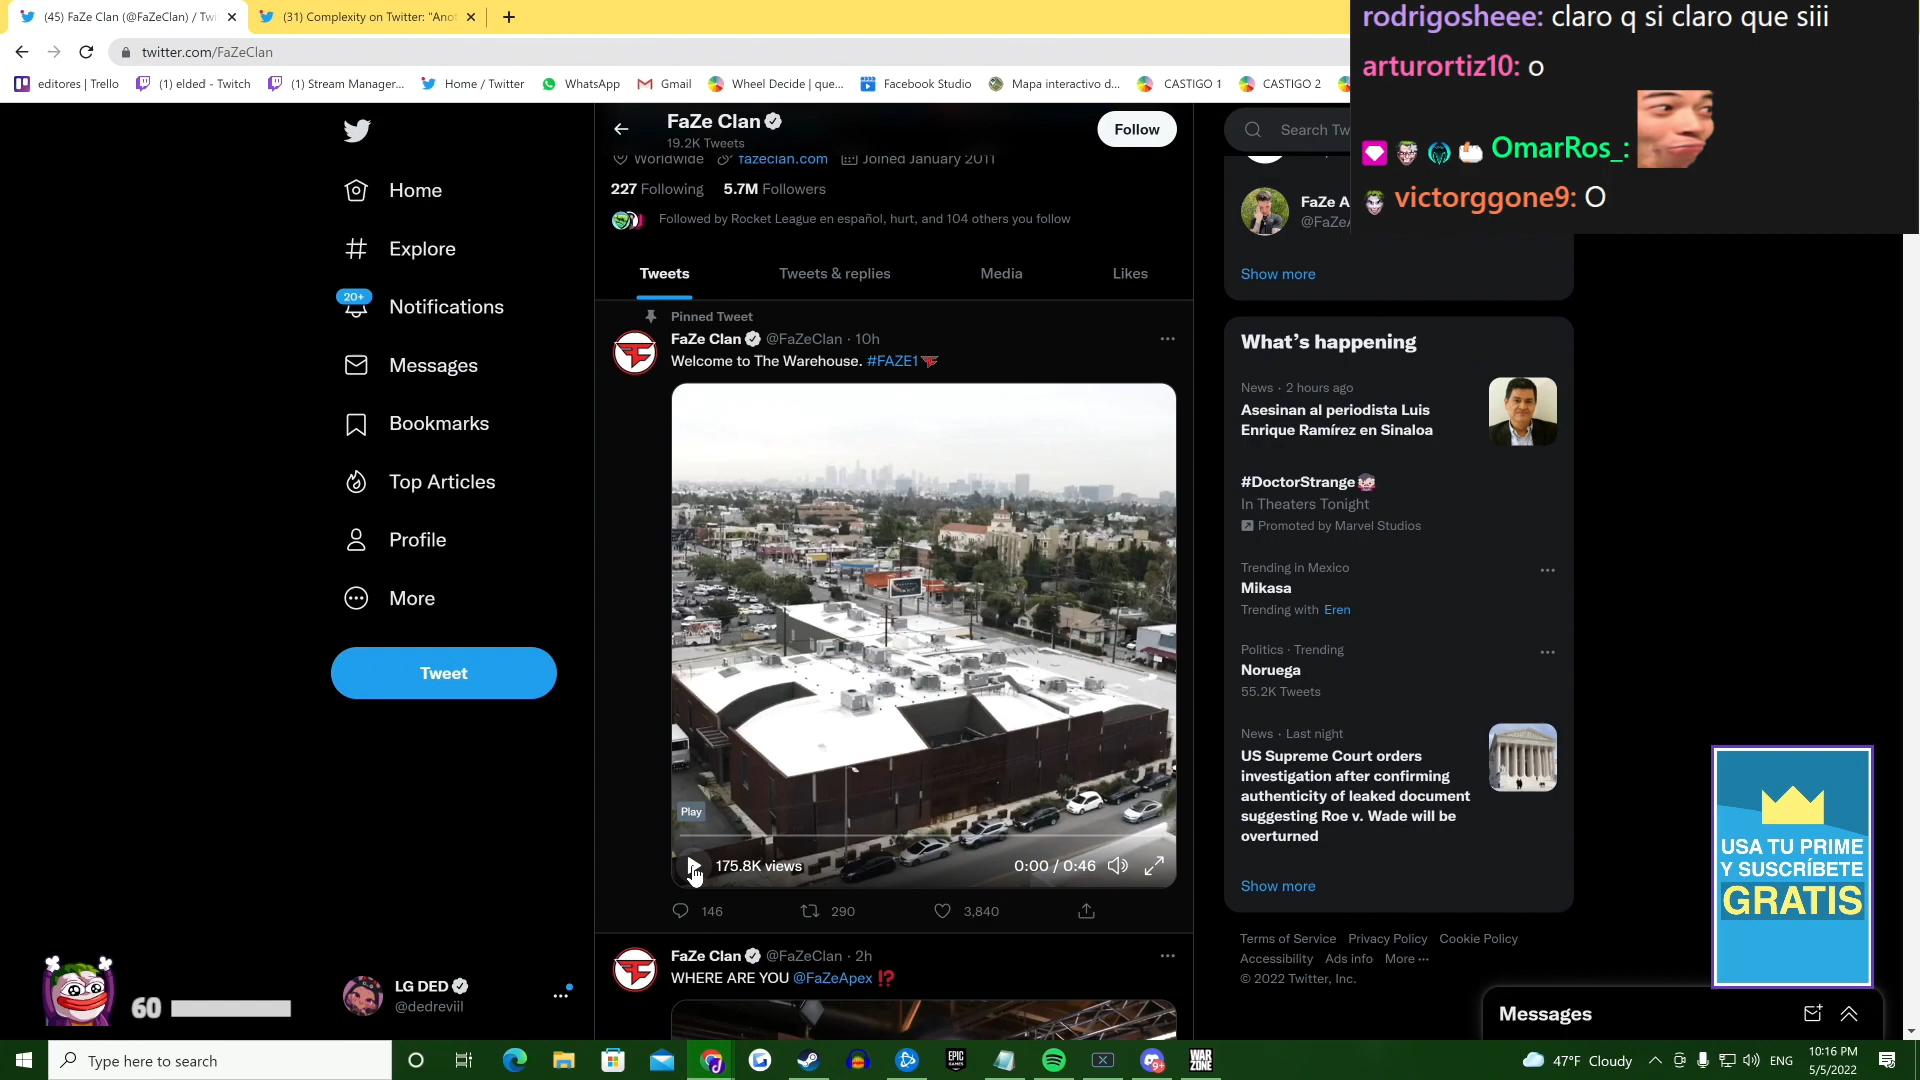 (45) FaZe Clan (@FaZeClan) / Twi
(31) Complexity on Twitter: "Anot
twitter.com/FaZeClan
editores | Trello
(1) elded - Twitch
(1) Stream Manager...
Home / Twitter
WhatsApp
Gmail
Wheel Decide | que...
Facebook Studio
Mapa interactivo d...
CASTIGO 1
CASTIGO 2
rodrigosheee: claro q si claro que siii
arturortiz10: o
OmarRos_:
victorggone9: O
Home
Explore
20+
Notifications
Messages
Bookmarks
Top Articles
Profile
More
Tweet
60
LG DED
@dedreviil
FaZe Clan
19.2K Tweets
Follow
Worldwide fazeclan.com Joined January 2011
227 Following 5.7M Followers
Followed by Rocket League en español, hurt, and 104 others you follow
Tweets
Tweets & replies
Media
Likes
Pinned Tweet
FaZe Clan @FaZeClan · 10h
Welcome to The Warehouse. #FAZE1
Play
175.8K views
0:00 / 0:46
146
290
3,840
FaZe Clan @FaZeClan · 2h
WHERE ARE YOU @FaZeApex ⁉
Search Tw
FaZe A
@FaZeA
Show more
What's happening
News · 2 hours ago
Asesinan al periodista Luis
Enrique Ramírez en Sinaloa
#DoctorStrange
In Theaters Tonight
Promoted by Marvel Studios
Trending in Mexico
Mikasa
Trending with Eren
Politics · Trending
Noruega
55.2K Tweets
News · Last night
US Supreme Court orders
investigation after confirming
authenticity of leaked document
suggesting Roe v. Wade will be
overturned
Show more
Terms of Service Privacy Policy Cookie Policy
Accessibility Ads info More ···
© 2022 Twitter, Inc.
USA TU PRIME
Y SUSCRÍBETE
GRATIS
Messages
Type here to search
EPIC
GAMES
WAR
ZONE
47°F Cloudy
ENG
10:16 PM
5/5/2022